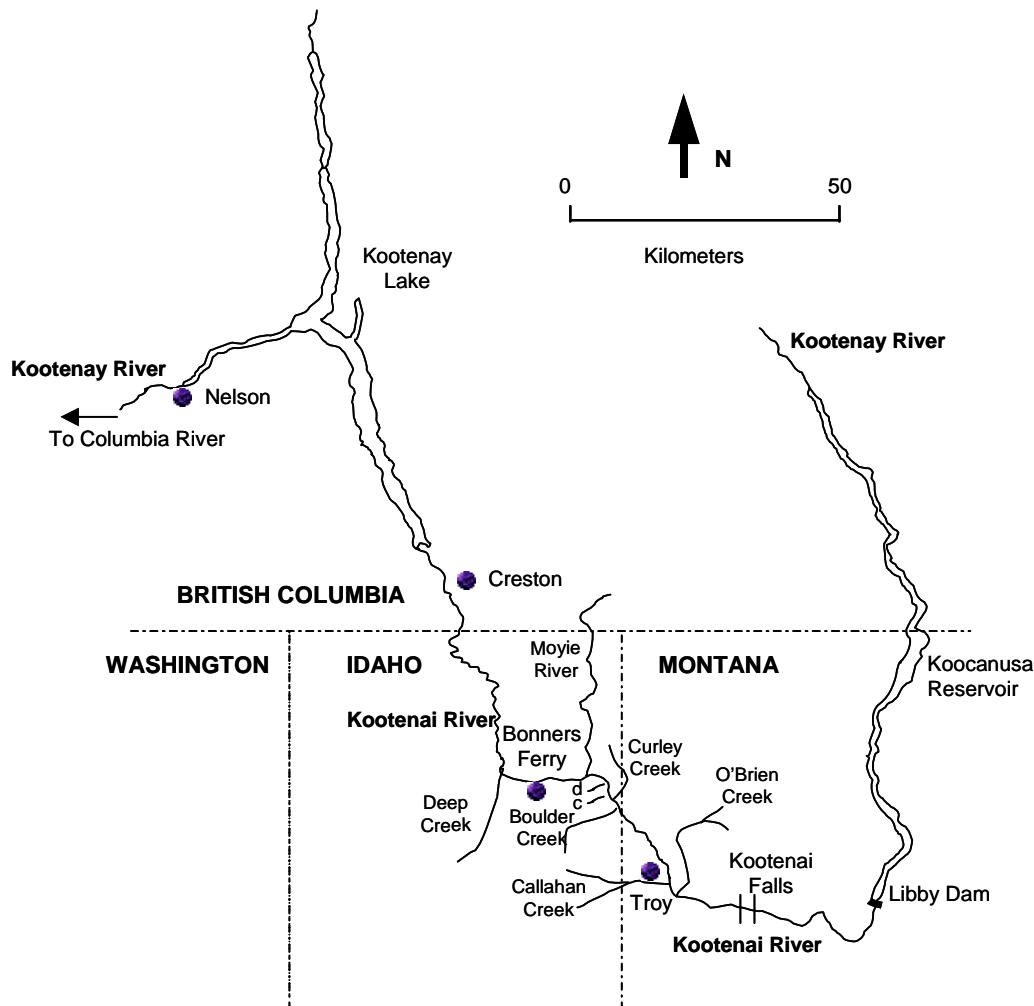 N
0
50
Kilometers
Kootenay
Lake
Kootenay River
Kootenay River
Nelson
To Columbia River
Creston
BRITISH COLUMBIA
WASHINGTON
IDAHO
Moyie
River
MONTANA
Koocanusa
Reservoir
Kootenai River
Bonners
Ferry
Curley
Creek
O'Brien
Creek
d
c
Deep
Creek
Boulder
Creek
Kootenai
Falls
Callahan
Creek
Troy
Libby Dam
Kootenai River